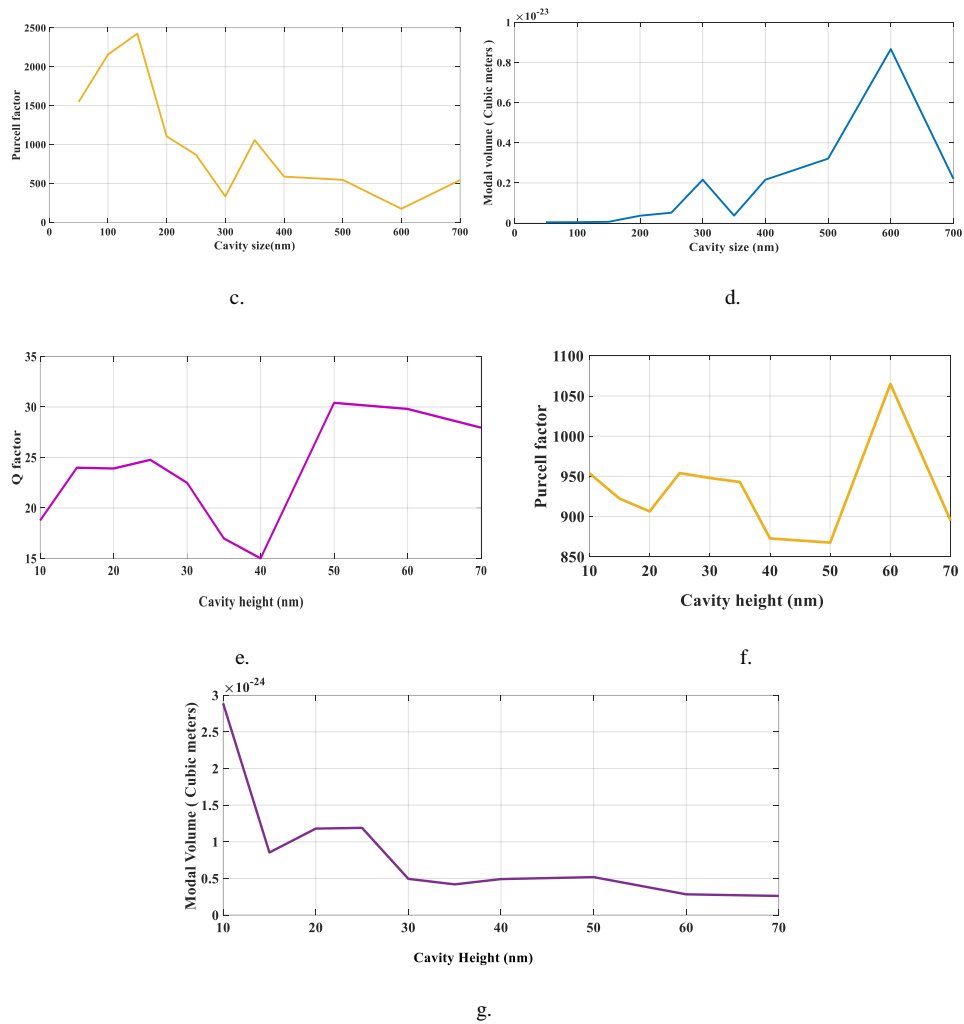 2500
2000
1500
1000
500
0
Purcell factor
0 100 200 300 400 500 600 700
Cavity size(nm)
×10-23
1
0.8
0.6
0.4
0.2
0
Modal volume ( Cubic meters )
0 100 200 300 400 500 600 700
Cavity size (nm)
c.
d.
35
30
25
20
15
Q factor
10 20 30 40 50 60 70
Cavity height (nm)
1100
1050
1000
950
900
850
Purcell factor
10 20 30 40 50 60 70
Cavity height (nm)
e.
f.
×10-24
3
2.5
2
1.5
1
0.5
0
Modal Volume ( Cubic meters)
10 20 30 40 50 60 70
Cavity Height (nm)
g.